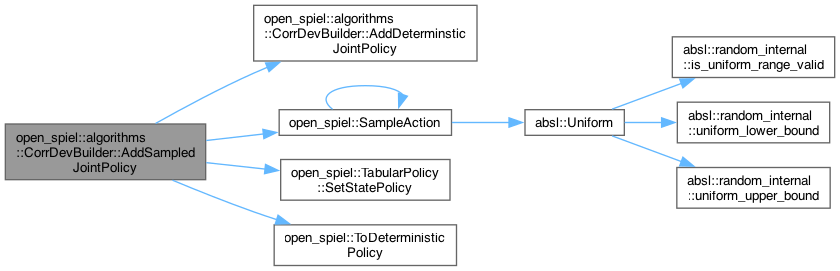 open_spiel::algorithms
::CorrDevBuilder::AddSampled
JointPolicy
open_spiel::algorithms
::CorrDevBuilder::AddDeterminstic
JointPolicy
open_spiel::SampleAction
open_spiel::TabularPolicy
::SetStatePolicy
open_spiel::ToDeterministic
Policy
absl::Uniform
absl::random_internal
::is_uniform_range_valid
absl::random_internal
::uniform_lower_bound
absl::random_internal
::uniform_upper_bound